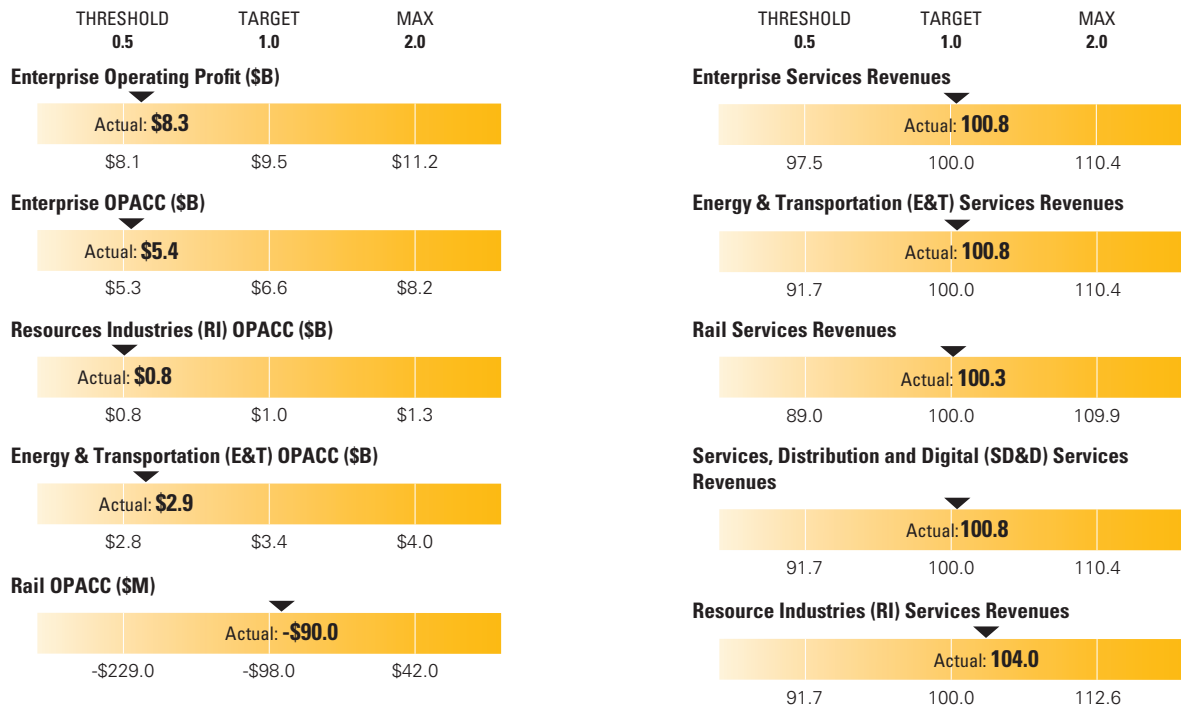 THRESHOLD TARGET MAX
0.5 1.0 2.0
Enterprise Operating Profit ($B)
Actual: $8.3
$8.1 $9.5 $11.2
Enterprise OPACC ($B)
Actual: $5.4
$5.3 $6.6 $8.2
Resources Industries (RI) OPACC ($B)
Actual: $0.8
$0.8 $1.0 $1.3
Energy & Transportation (E&T) OPACC ($B)
Actual: $2.9
$2.8 $3.4 $4.0
Rail OPACC ($M)
Actual: -$90.0
-$229.0 -$98.0 $42.0
THRESHOLD TARGET MAX
0.5 1.0 2.0
Enterprise Services Revenues
Actual: 100.8
97.5 100.0 110.4
Energy & Transportation (E&T) Services Revenues
Actual: 100.8
91.7 100.0 110.4
Rail Services Revenues
Actual: 100.3
89.0 100.0 109.9
Services, Distribution and Digital (SD&D) Services
Revenues
Actual: 100.8
91.7 100.0 110.4
Resource Industries (RI) Services Revenues
Actual: 104.0
91.7 100.0 112.6